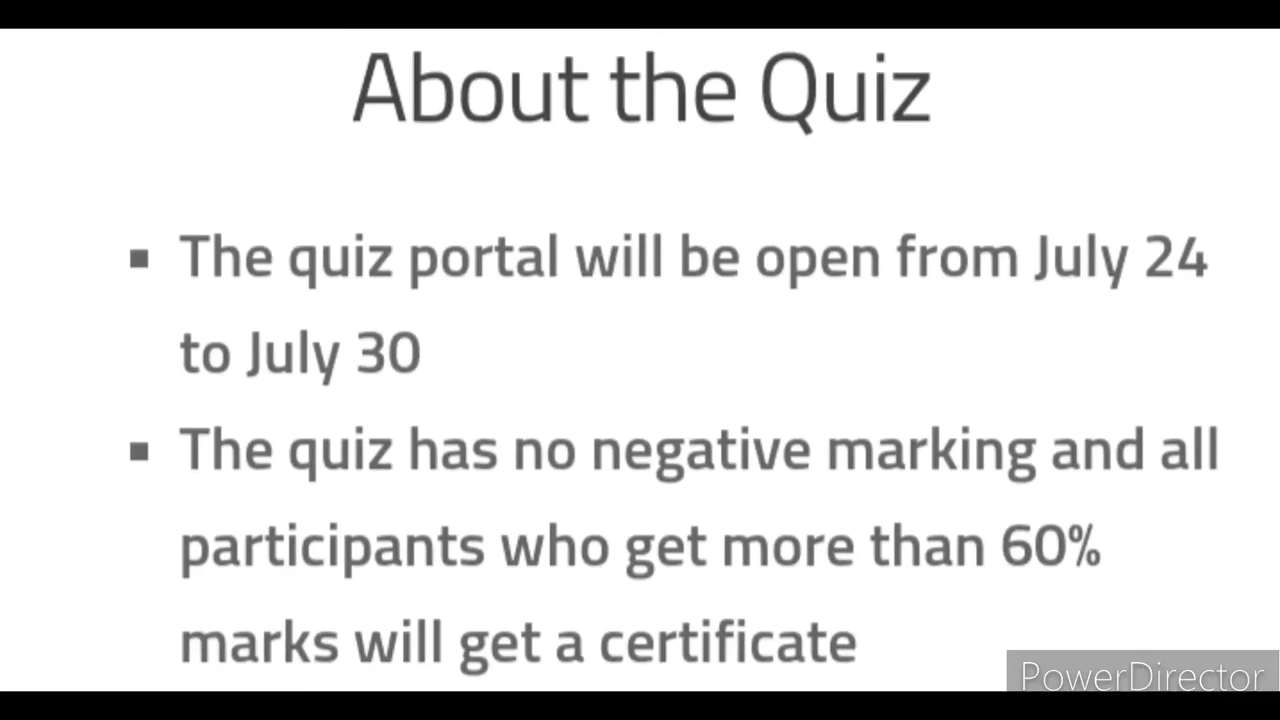 About the Quiz
▪ The quiz portal will be open from July 24
to July 30
▪ The quiz has no negative marking and all
participants who get more than 60%
marks will get a certificate
PowerDirector